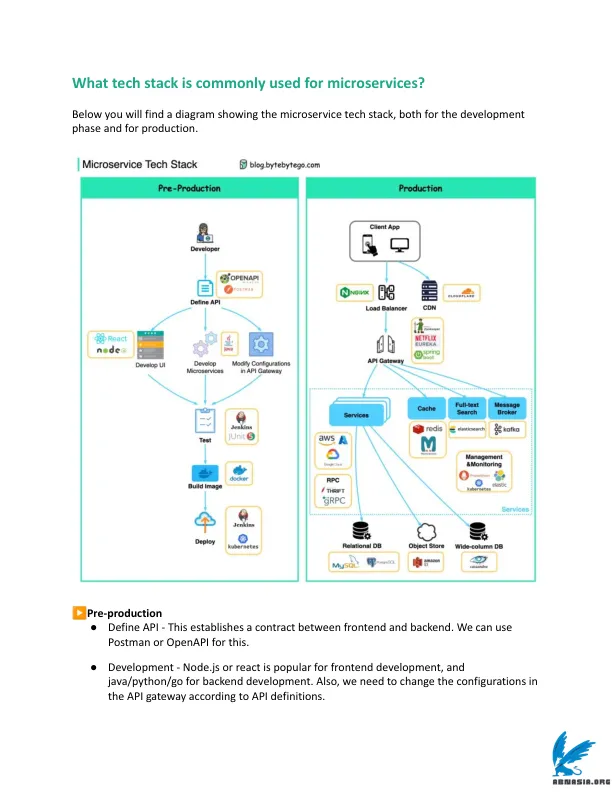 What tech stack is commonly used for microservices?
Below you will find a diagram showing the microservice tech stack, both for the development
phase and for production.
Microservice Tech Stack
blog.bytebytego.com
Pre-Production
Developer
OPENAPI
POSTMAN
Define API
React
node
Develop UI
Java
Develop
Microservices
Modify Configurations
in API Gateway
Test
Jenkins
JUnit 5
Build Image
docker
Deploy
Jenkins
kubernetes
Production
Client App
NGINX
Load Balancer
CDN
CLOUDFLARE
API Gateway
NETFLIX
EUREKA
spring
boot
Services
Cache
Full-text
Search
Message
Broker
redis
elasticsearch
kafka
aws
Google Cloud
RPC
THRIFT
gRPC
Management
&Monitoring
Prometheus
elastic
kubernetes
Services
Relational DB
Object Store
Wide-column DB
MySQL
PostgreSQL
AMAZON
S3
cassandra
Pre-production
● Define API - This establishes a contract between frontend and backend. We can use
Postman or OpenAPI for this.
● Development - Node.js or react is popular for frontend development, and
java/python/go for backend development. Also, we need to change the configurations in
the API gateway according to API definitions.
ABNASIA.ORG